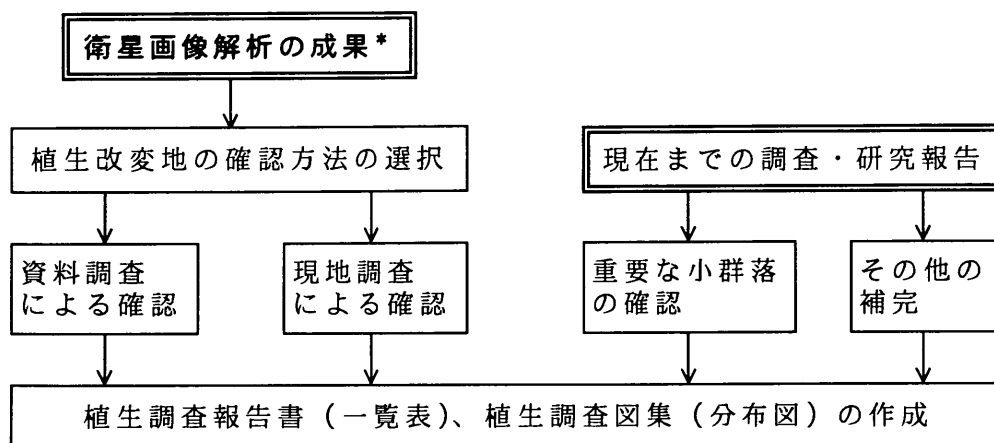 衛星画像解析の成果*
植生改変地の確認方法の選択
現在までの調査・研究報告
資料調査
による確認
現地調査
による確認
重要な小群落
の確認
その他の
補完
植生調査報告書（一覧表）、植生調査図集（分布図）の作成